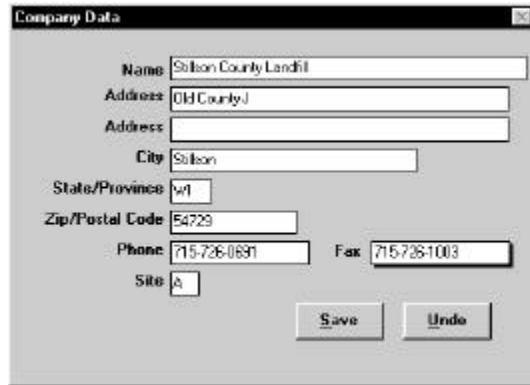 Company Data
Name Stilson County Landfill
Address Old County J
Address
City Stilson
State/Province WI
Zip/Postal Code 54729
Phone 715-726-0691 Fax 715-726-1003
Site A
Save Undo